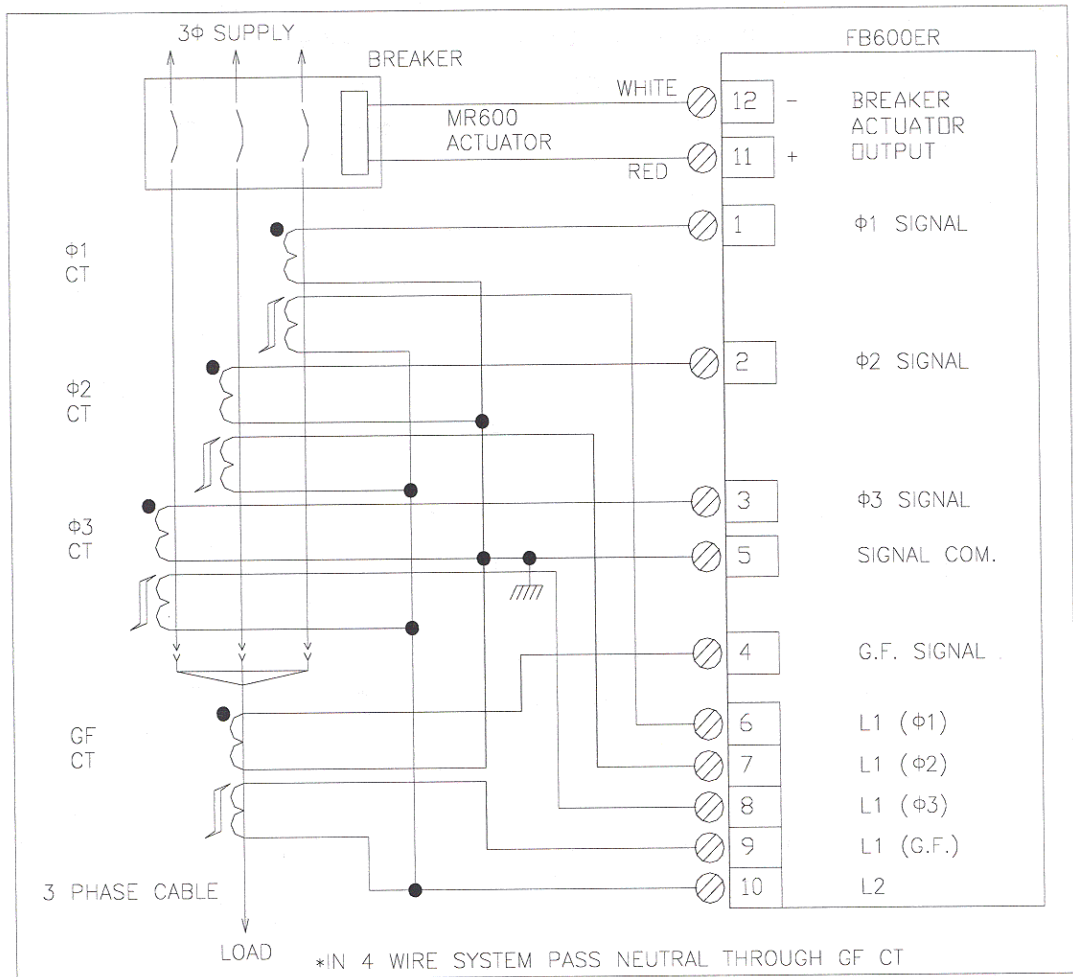 3Φ SUPPLY
BREAKER
FB600ER
WHITE
12 - BREAKER
ACTUATOR
OUTPUT
MR600
ACTUATOR
11 +
RED
1 Φ1 SIGNAL
Φ1
CT
2 Φ2 SIGNAL
Φ2
CT
3 Φ3 SIGNAL
Φ3
CT
5 SIGNAL COM.
4 G.F. SIGNAL
6 L1 (Φ1)
GF
CT
7 L1 (Φ2)
8 L1 (Φ3)
9 L1 (G.F.)
10 L2
3 PHASE CABLE
LOAD
*IN 4 WIRE SYSTEM PASS NEUTRAL THROUGH GF CT